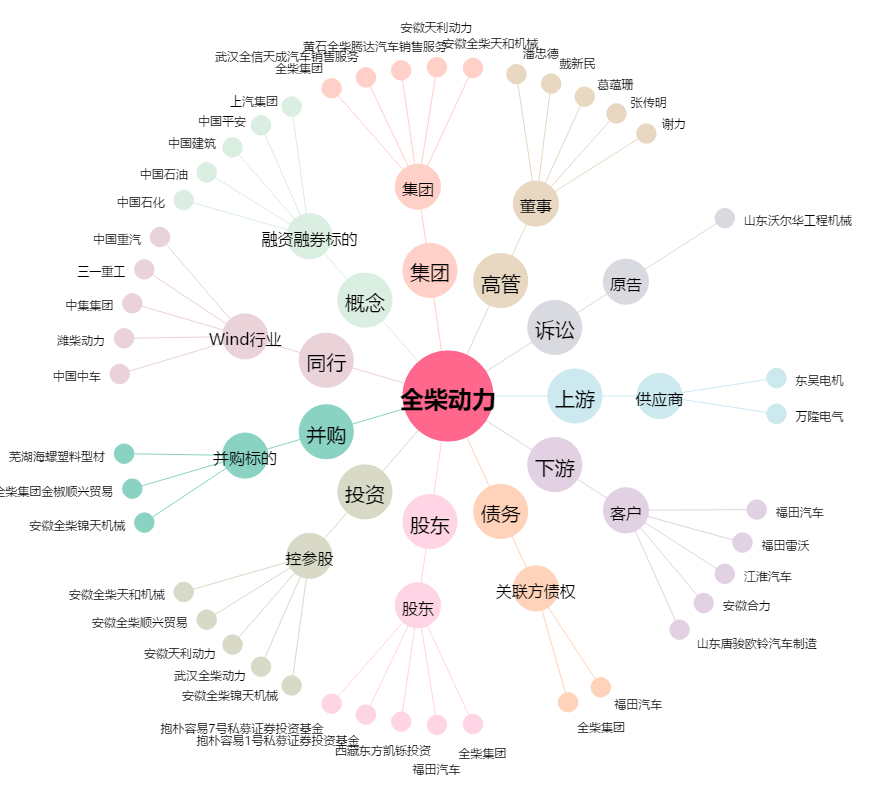 安徽天利动力
黄石全柴腾达汽车销售服务
安徽全柴天和机械
武汉全信天成汽车销售服务
全柴集团
潘忠德
戴新民
葛蕴珊
张传明
谢力
上汽集团
中国平安
中国建筑
中国石油
中国石化
集团
董事
山东沃尔华工程机械
中国重汽
融资融券标的
三一重工
集团
高管
原告
中集集团
概念
潍柴动力
Wind行业
诉讼
中国中车
同行
全柴动力
上游
供应商
东吴电机
万隆电气
并购
芜湖海螺塑料型材
并购标的
下游
全柴集团金椒顺兴贸易
投资
安徽全柴锦天机械
股东
债务
客户
福田汽车
福田雷沃
控参股
江淮汽车
安徽全柴天和机械
关联方债权
安徽合力
安徽全柴顺兴贸易
股东
山东唐骏欧铃汽车制造
安徽天利动力
武汉全柴动力
安徽全柴锦天机械
福田汽车
全柴集团
抱朴容易7号私募证券投资基金
抱朴容易1号私募证券投资基金
西藏东方凯铄投资
全柴集团
福田汽车